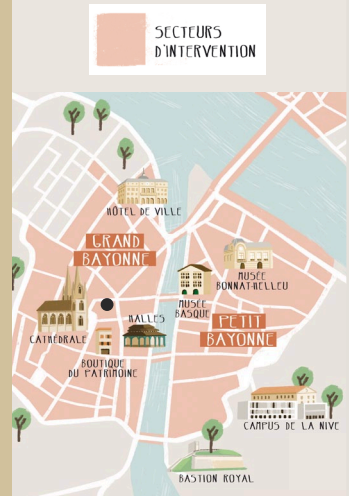 SECTEURS
D'INTERVENTION
HÔTEL DE VILLE
GRAND
BAYONNE
MUSÉE
BONNAT-HELLEU
MUSÉE
BASQUE
HALLES
PETIT
BAYONNE
CATHÉDRALE
BOUTIQUE
DU PATRIMOINE
CAMPUS DE LA NIVE
BASTION ROYAL